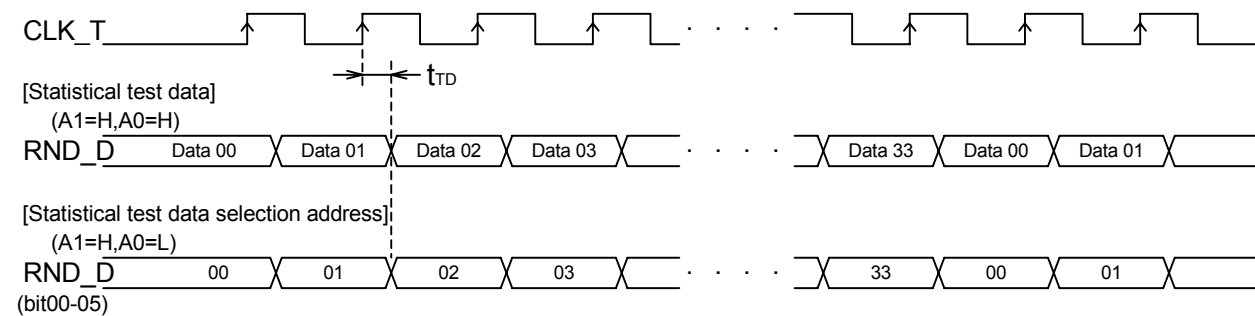 CLK_T
tTD
[Statistical test data]
(A1=H,A0=H)
RND_D Data 00 Data 01 Data 02 Data 03 · · · · Data 33 Data 00 Data 01
[Statistical test data selection address]
(A1=H,A0=L)
RND_D 00 01 02 03 · · · · 33 00 01
(bit00-05)